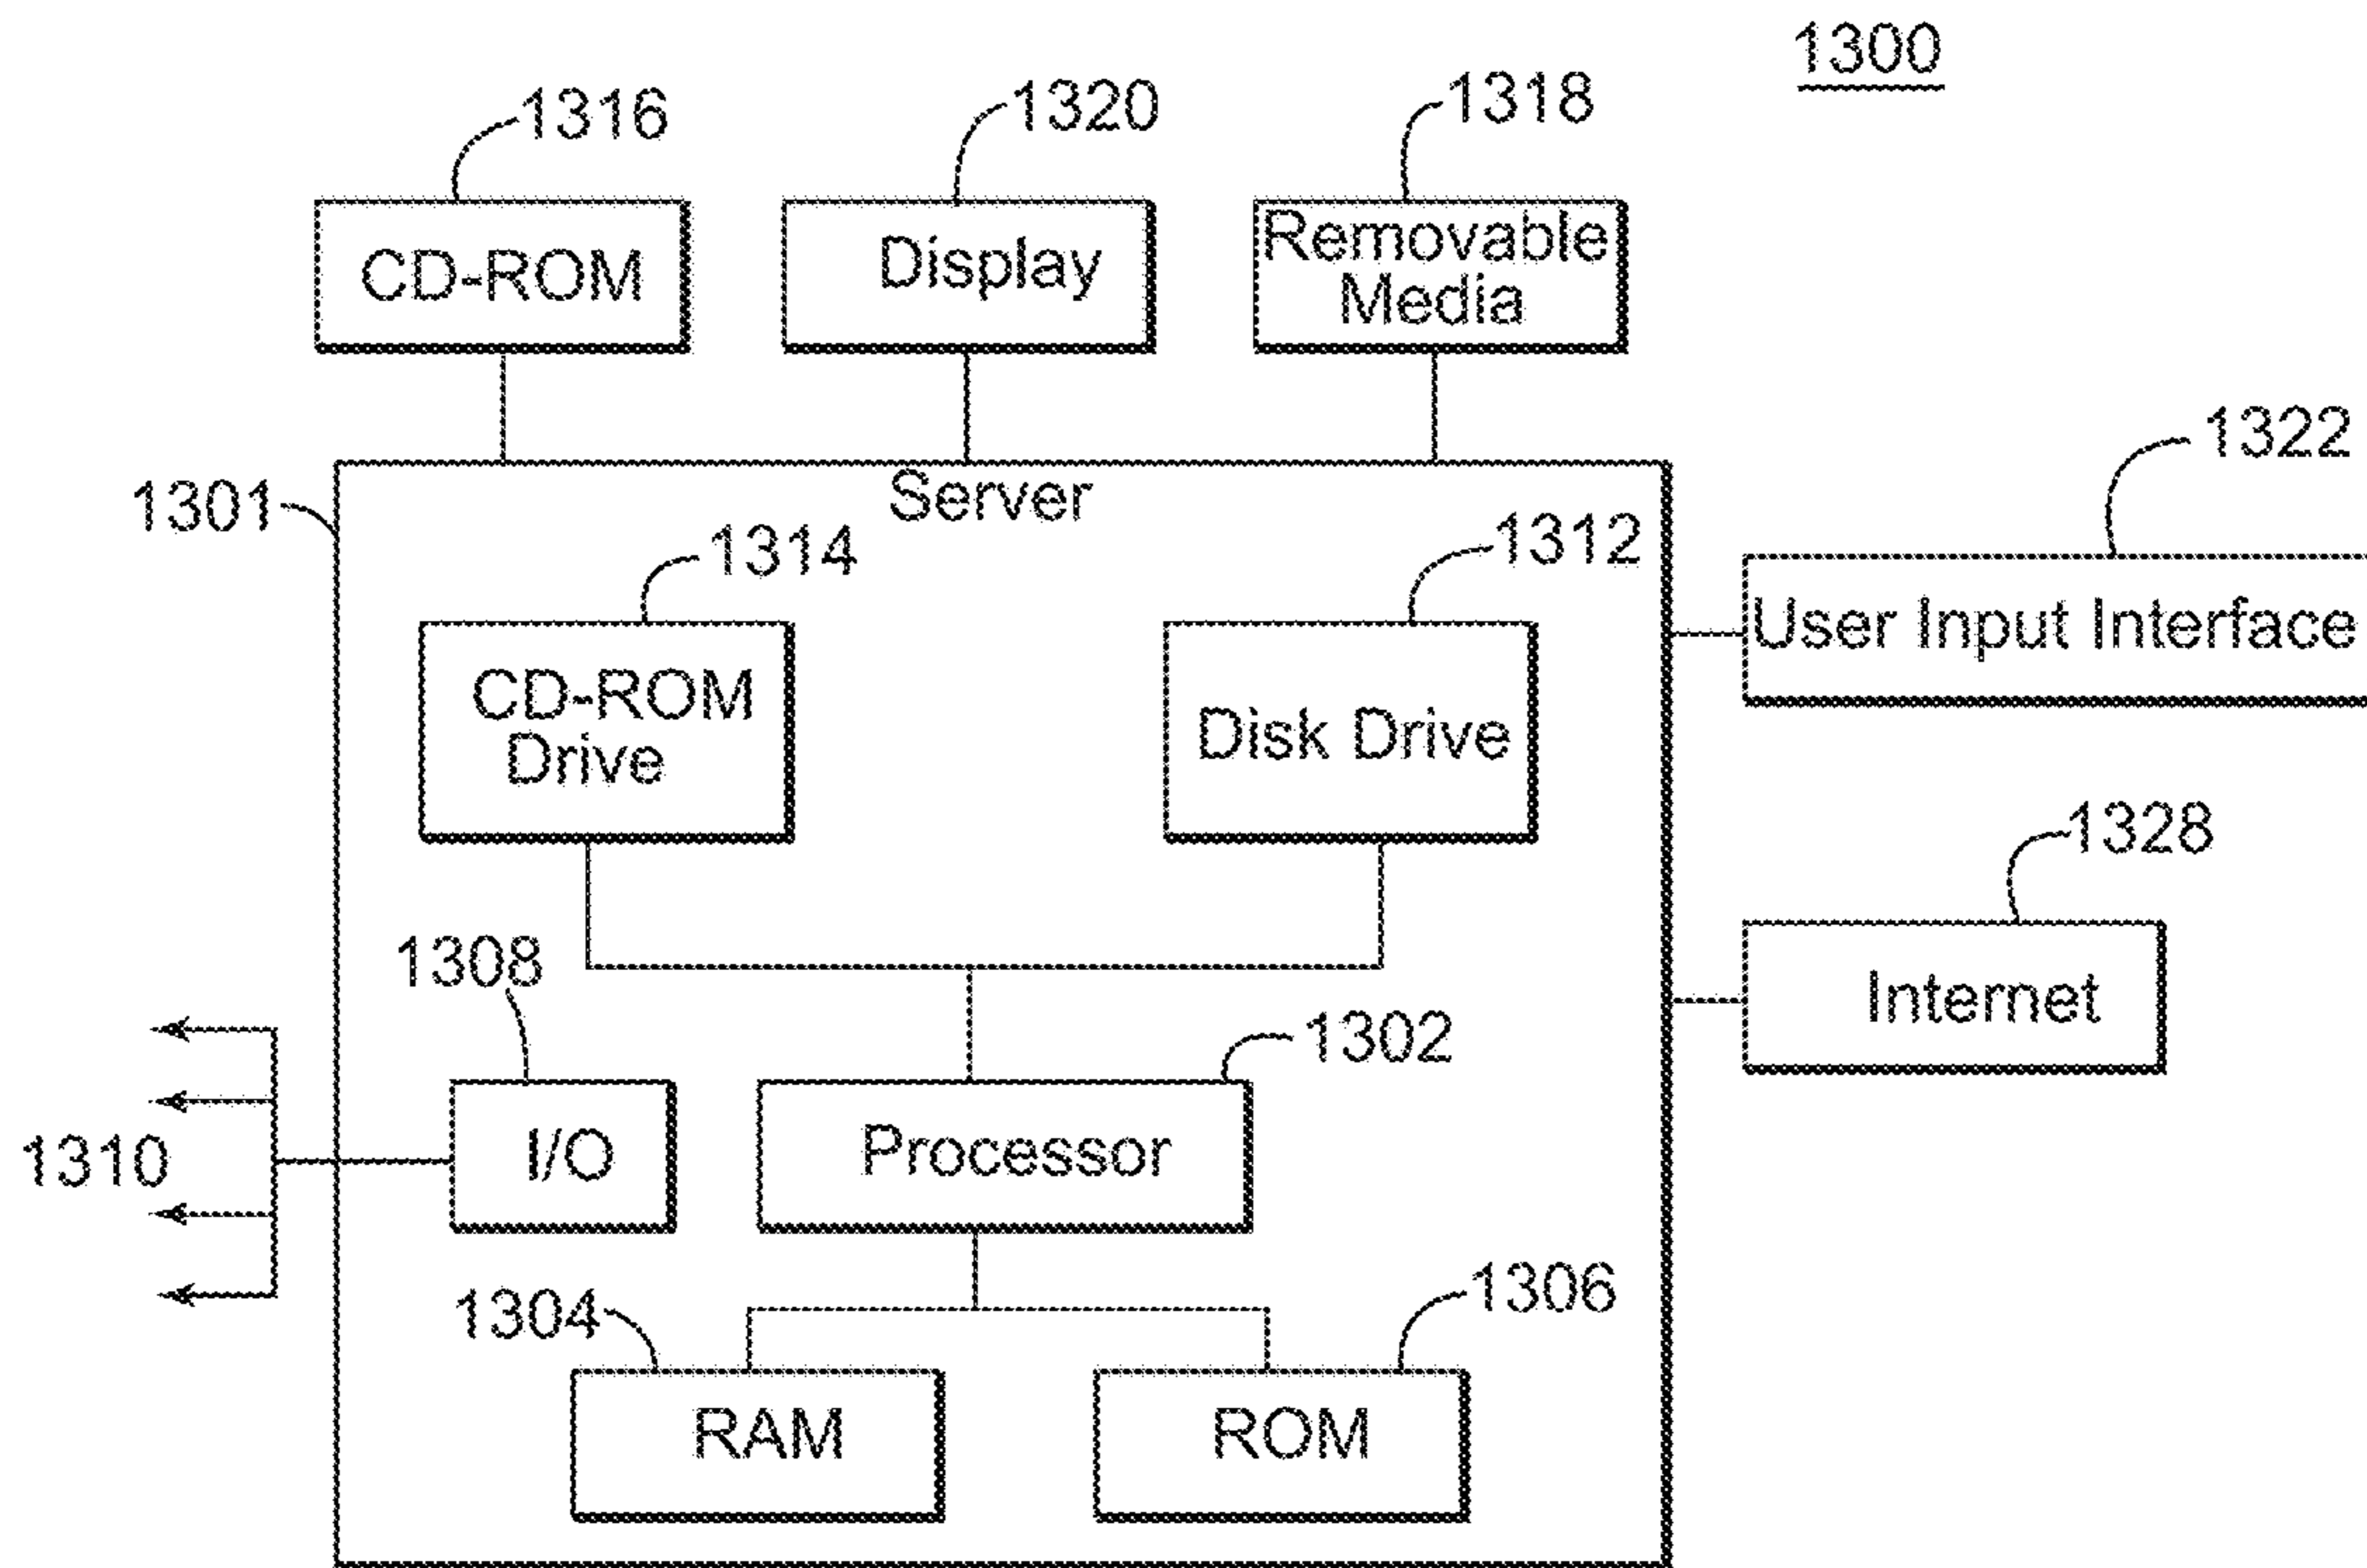 1300
1316
1320
1318
CD-ROM
Display
Removable
Media
1322
1301
Server
1314
1312
User Input Interface
CD-ROM
Drive
Disk Drive
1328
1308
Internet
1302
1310
I/O
Processor
1304
1306
RAM
ROM